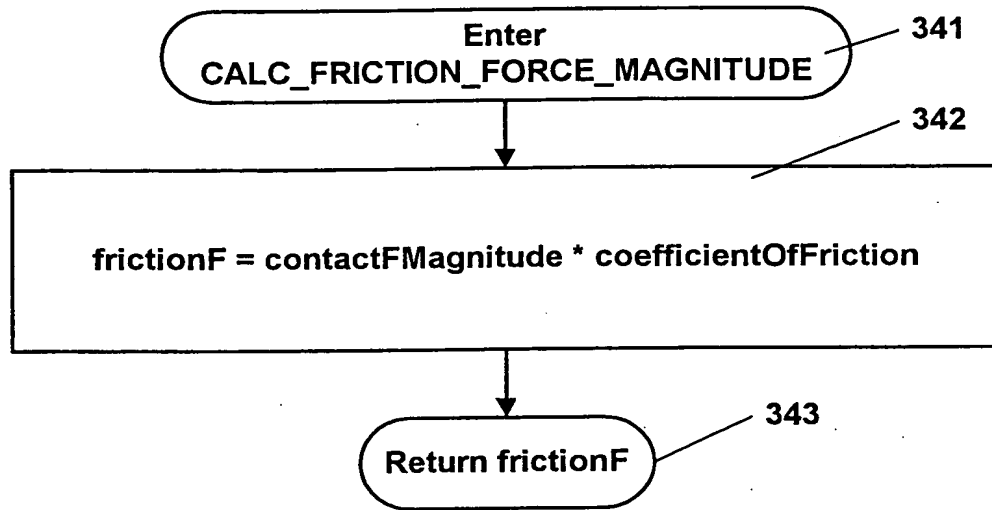 Enter
CALC_FRICTION_FORCE_MAGNITUDE
341
342
frictionF = contactFMagnitude * coefficientOfFriction
343
Return frictionF